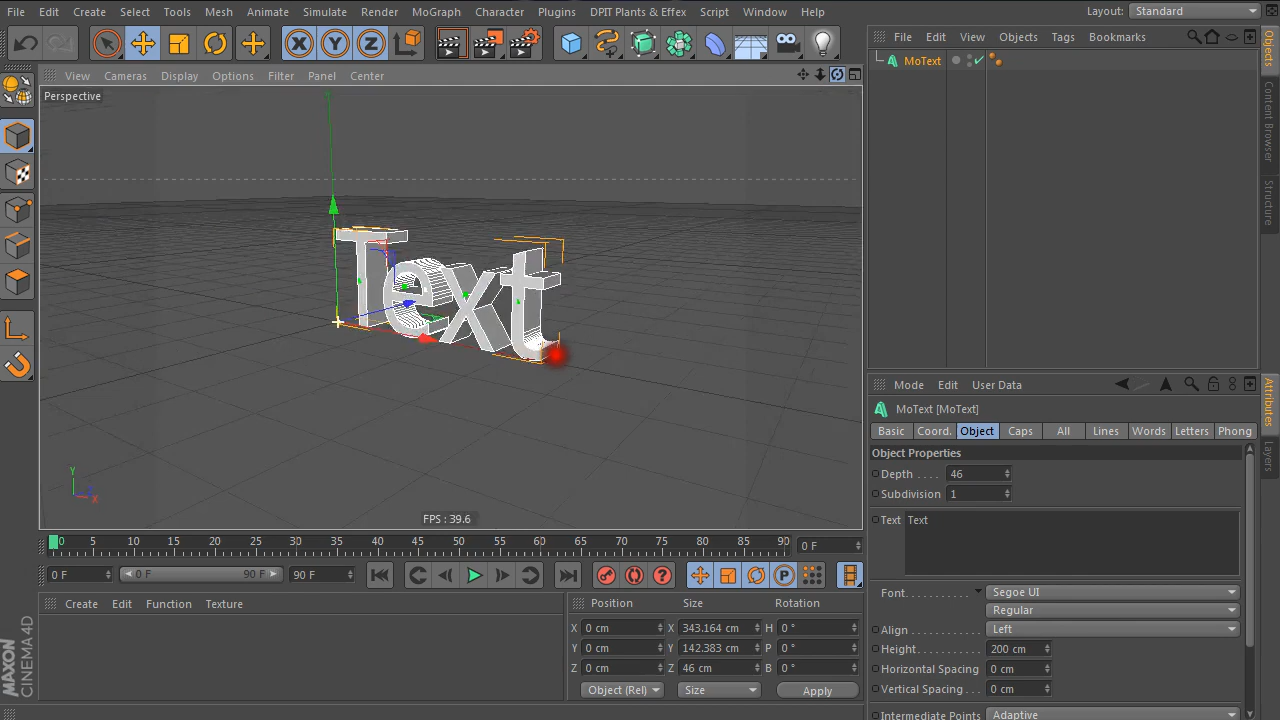 File Edit Create Select Tools Mesh Animate Simulate Render MoGraph Character Plugins DPIT Plants & Effex Script Window Help Layout: Standard
X Y Z
File Edit View Objects Tags Bookmarks
View Cameras Display Options Filter Panel Center
MoText
Perspective
Text
Objects
Content Browser
Structure
Mode Edit User Data
MoText [MoText]
Basic Coord. Object Caps All Lines Words Letters Phong
Object Properties
Depth . . . . 46
Subdivision 1
Text Text
Font. . . . . . . . . . . Segoe UI
Regular
Align . . . . . . . . . . Left
Height. . . . . . . . . 200 cm
Horizontal Spacing 0 cm
Vertical Spacing . . 0 cm
Intermediate Points Adaptive
Attributes
Layers
Y
Z
X
FPS : 39.6
0 5 10 15 20 25 30 35 40 45 50 55 60 65 70 75 80 85 90 0 F
0 F 0 F 90 F 90 F
P
Create Edit Function Texture
Position Size Rotation
X 0 cm X 343.164 cm H 0 °
Y 0 cm Y 142.383 cm P 0 °
Z 0 cm Z 46 cm B 0 °
Object (Rel) Size Apply
MAXON
CINEMA 4D